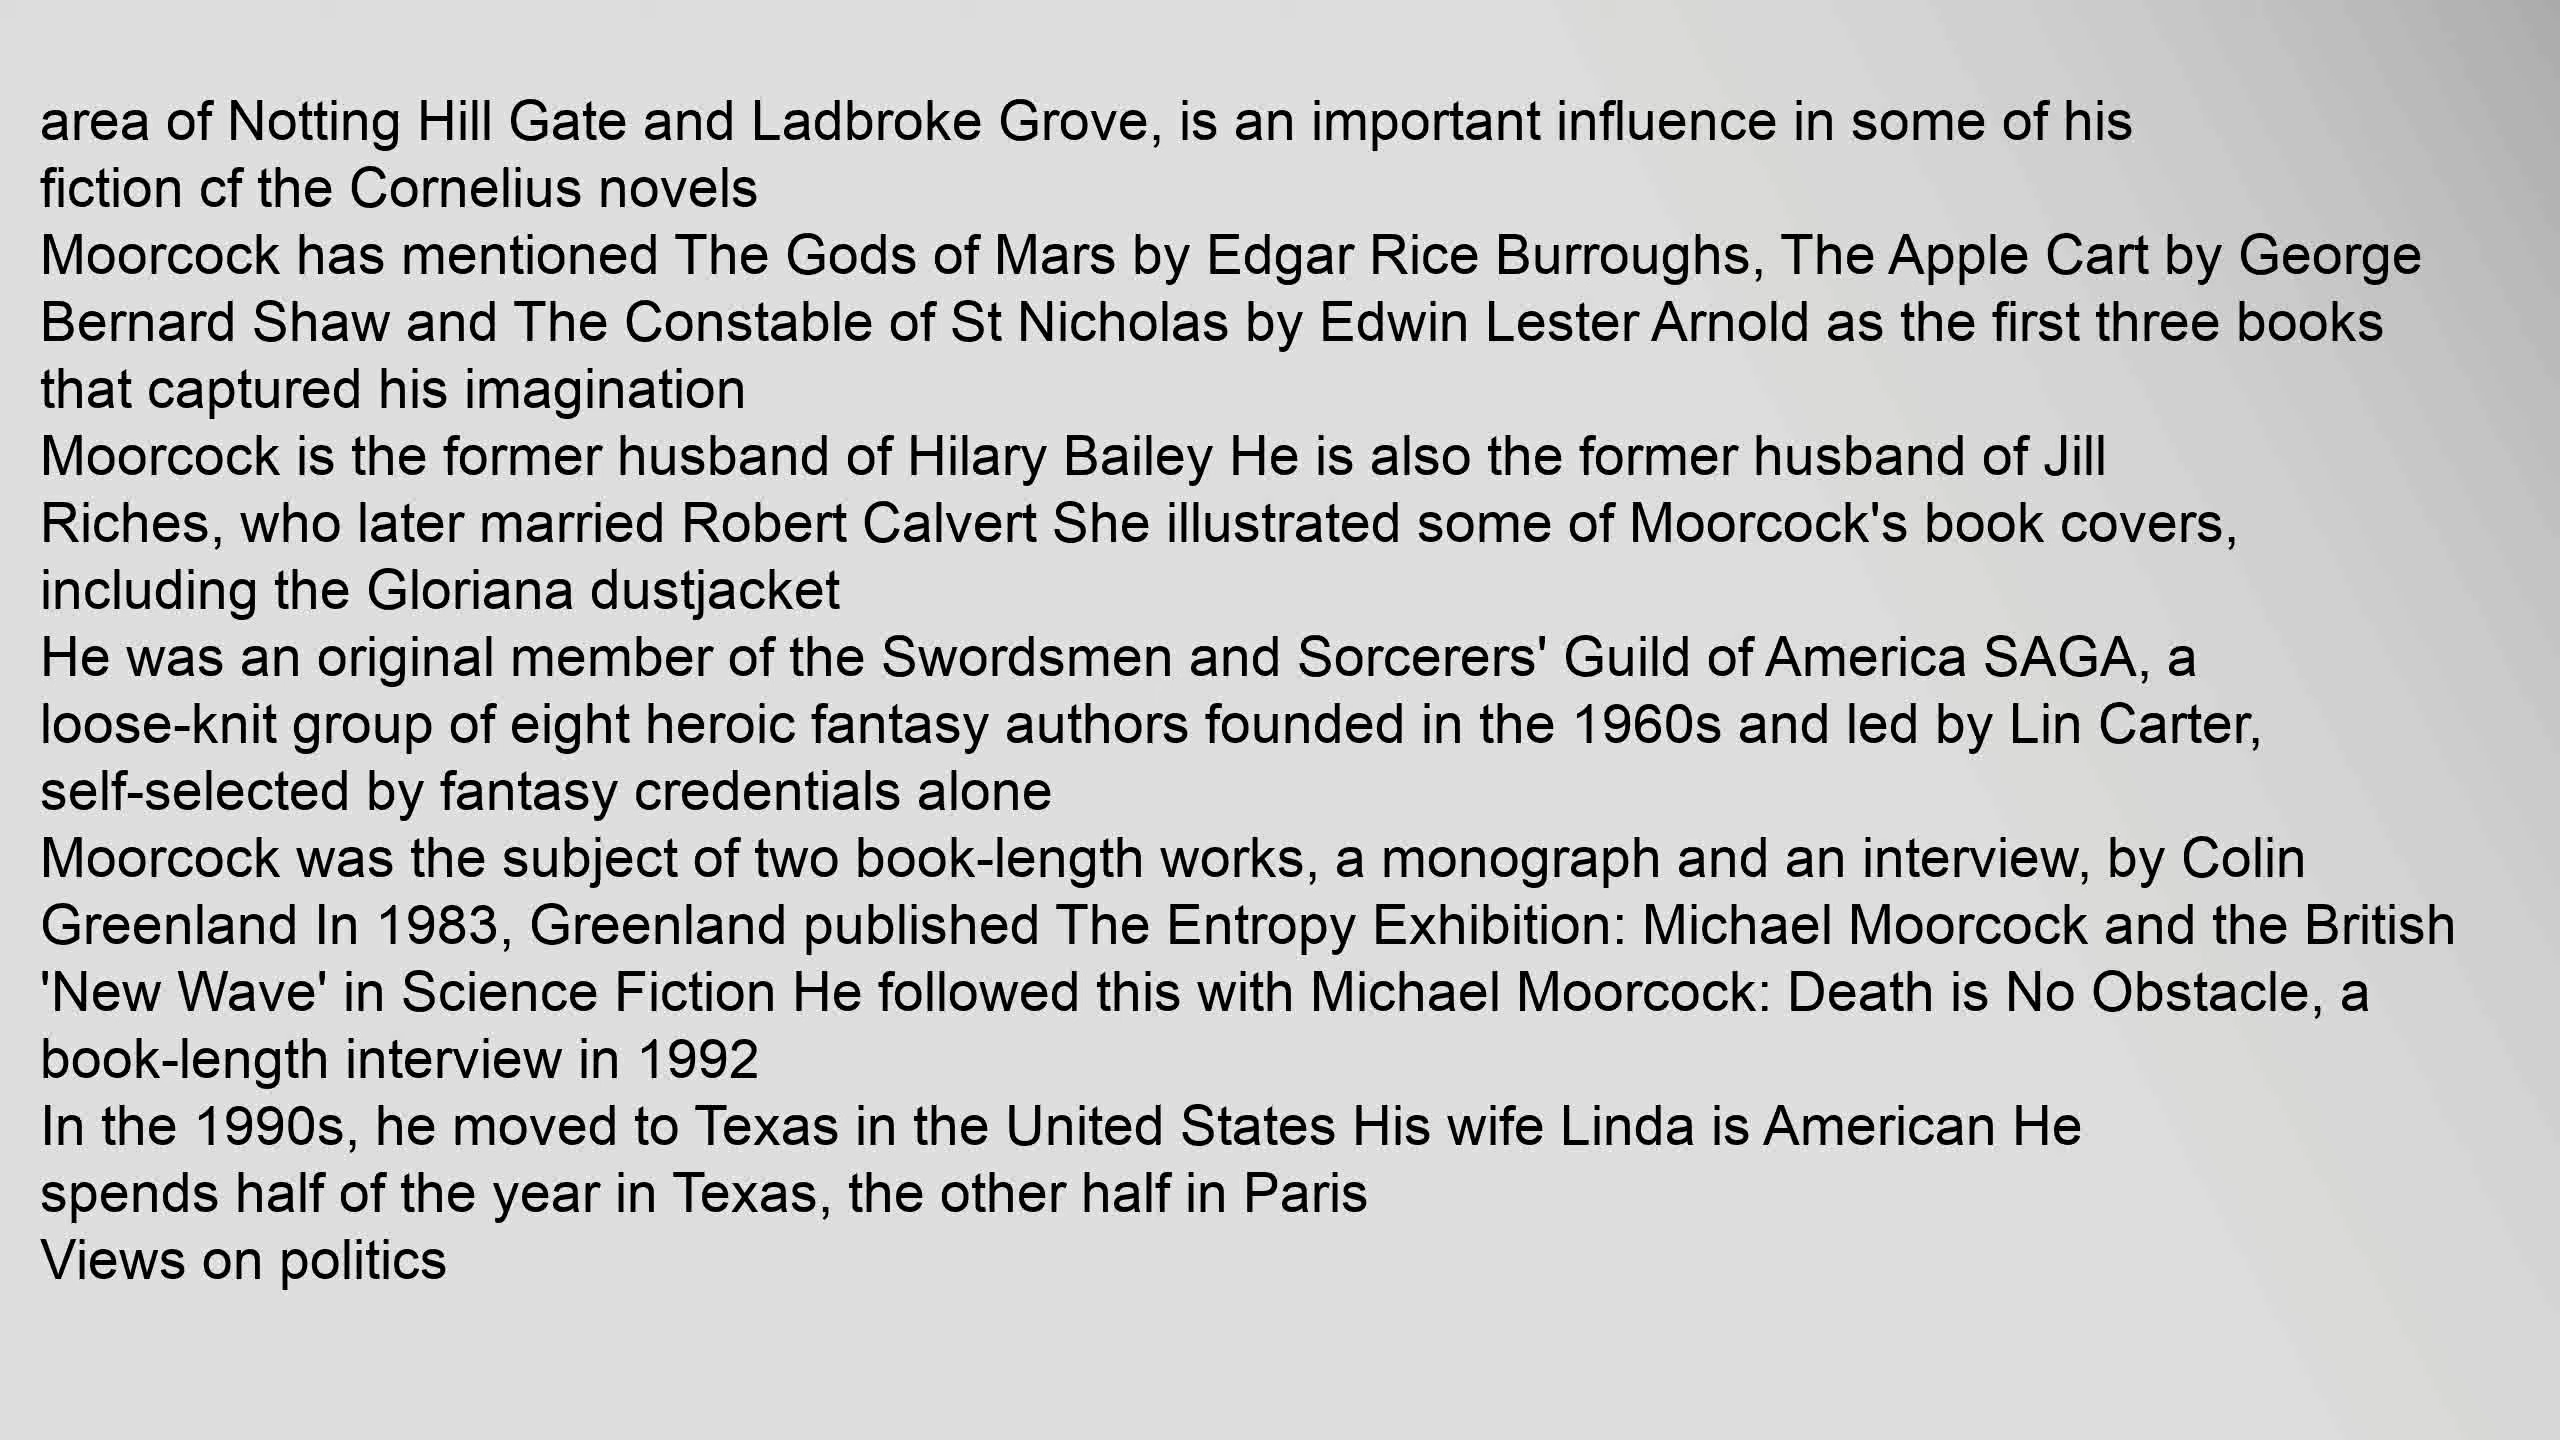 area of Notting Hill Gate and Ladbroke Grove, is an important influence in some of his
fiction cf the Cornelius novels
Moorcock has mentioned The Gods of Mars by Edgar Rice Burroughs, The Apple Cart by George
Bernard Shaw and The Constable of St Nicholas by Edwin Lester Arnold as the first three books
that captured his imagination
Moorcock is the former husband of Hilary Bailey He is also the former husband of Jill
Riches, who later married Robert Calvert She illustrated some of Moorcock's book covers,
including the Gloriana dustjacket
He was an original member of the Swordsmen and Sorcerers' Guild of America SAGA, a
loose-knit group of eight heroic fantasy authors founded in the 1960s and led by Lin Carter,
self-selected by fantasy credentials alone
Moorcock was the subject of two book-length works, a monograph and an interview, by Colin
Greenland In 1983, Greenland published The Entropy Exhibition: Michael Moorcock and the British
'New Wave' in Science Fiction He followed this with Michael Moorcock: Death is No Obstacle, a
book-length interview in 1992
In the 1990s, he moved to Texas in the United States His wife Linda is American He
spends half of the year in Texas, the other half in Paris
Views on politics